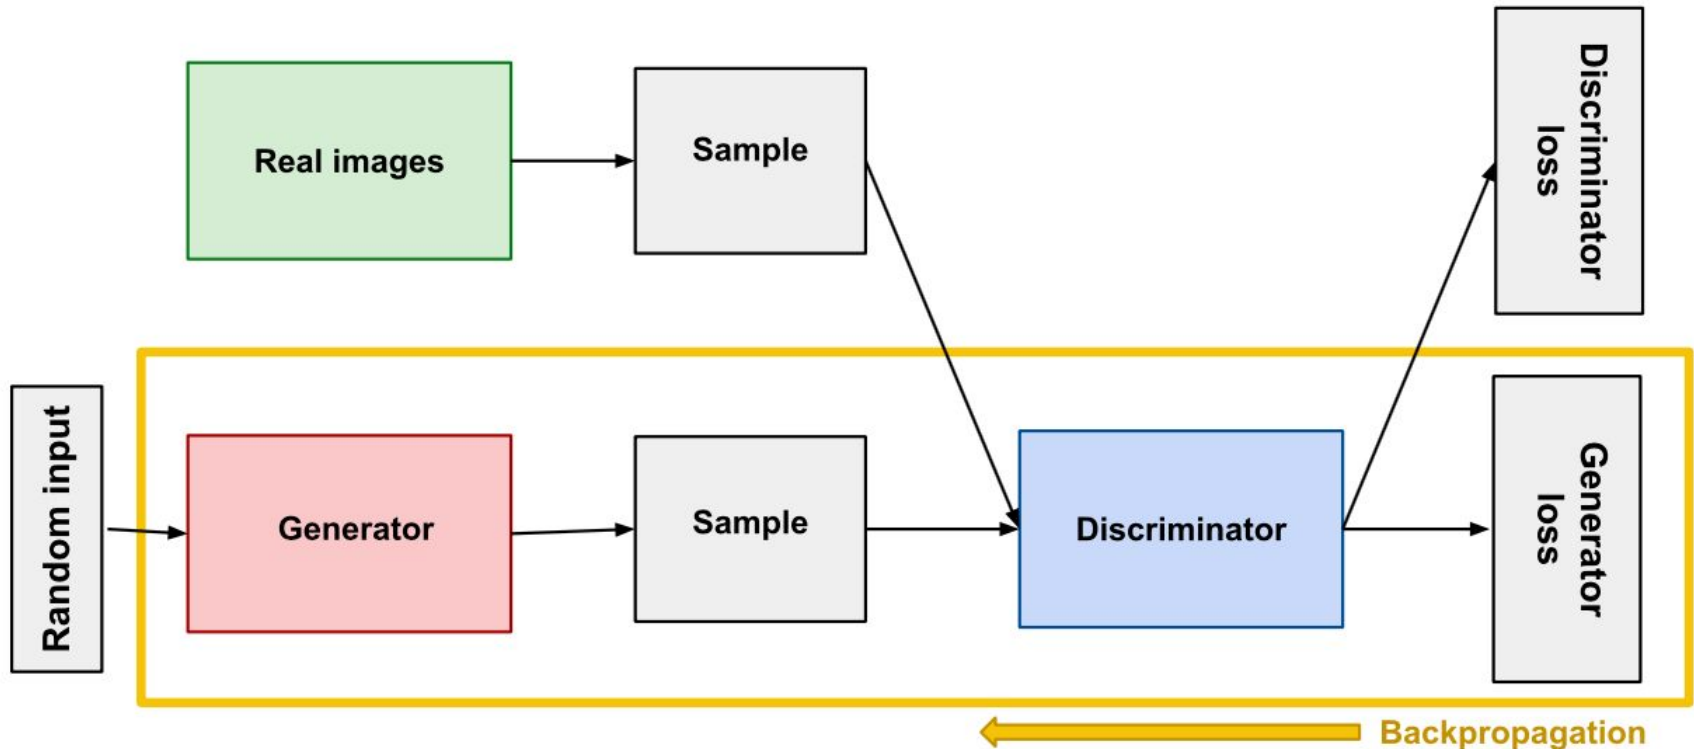 Real images
Sample
Discriminator
loss
Random input
Generator
Sample
Discriminator
Generator
loss
Backpropagation